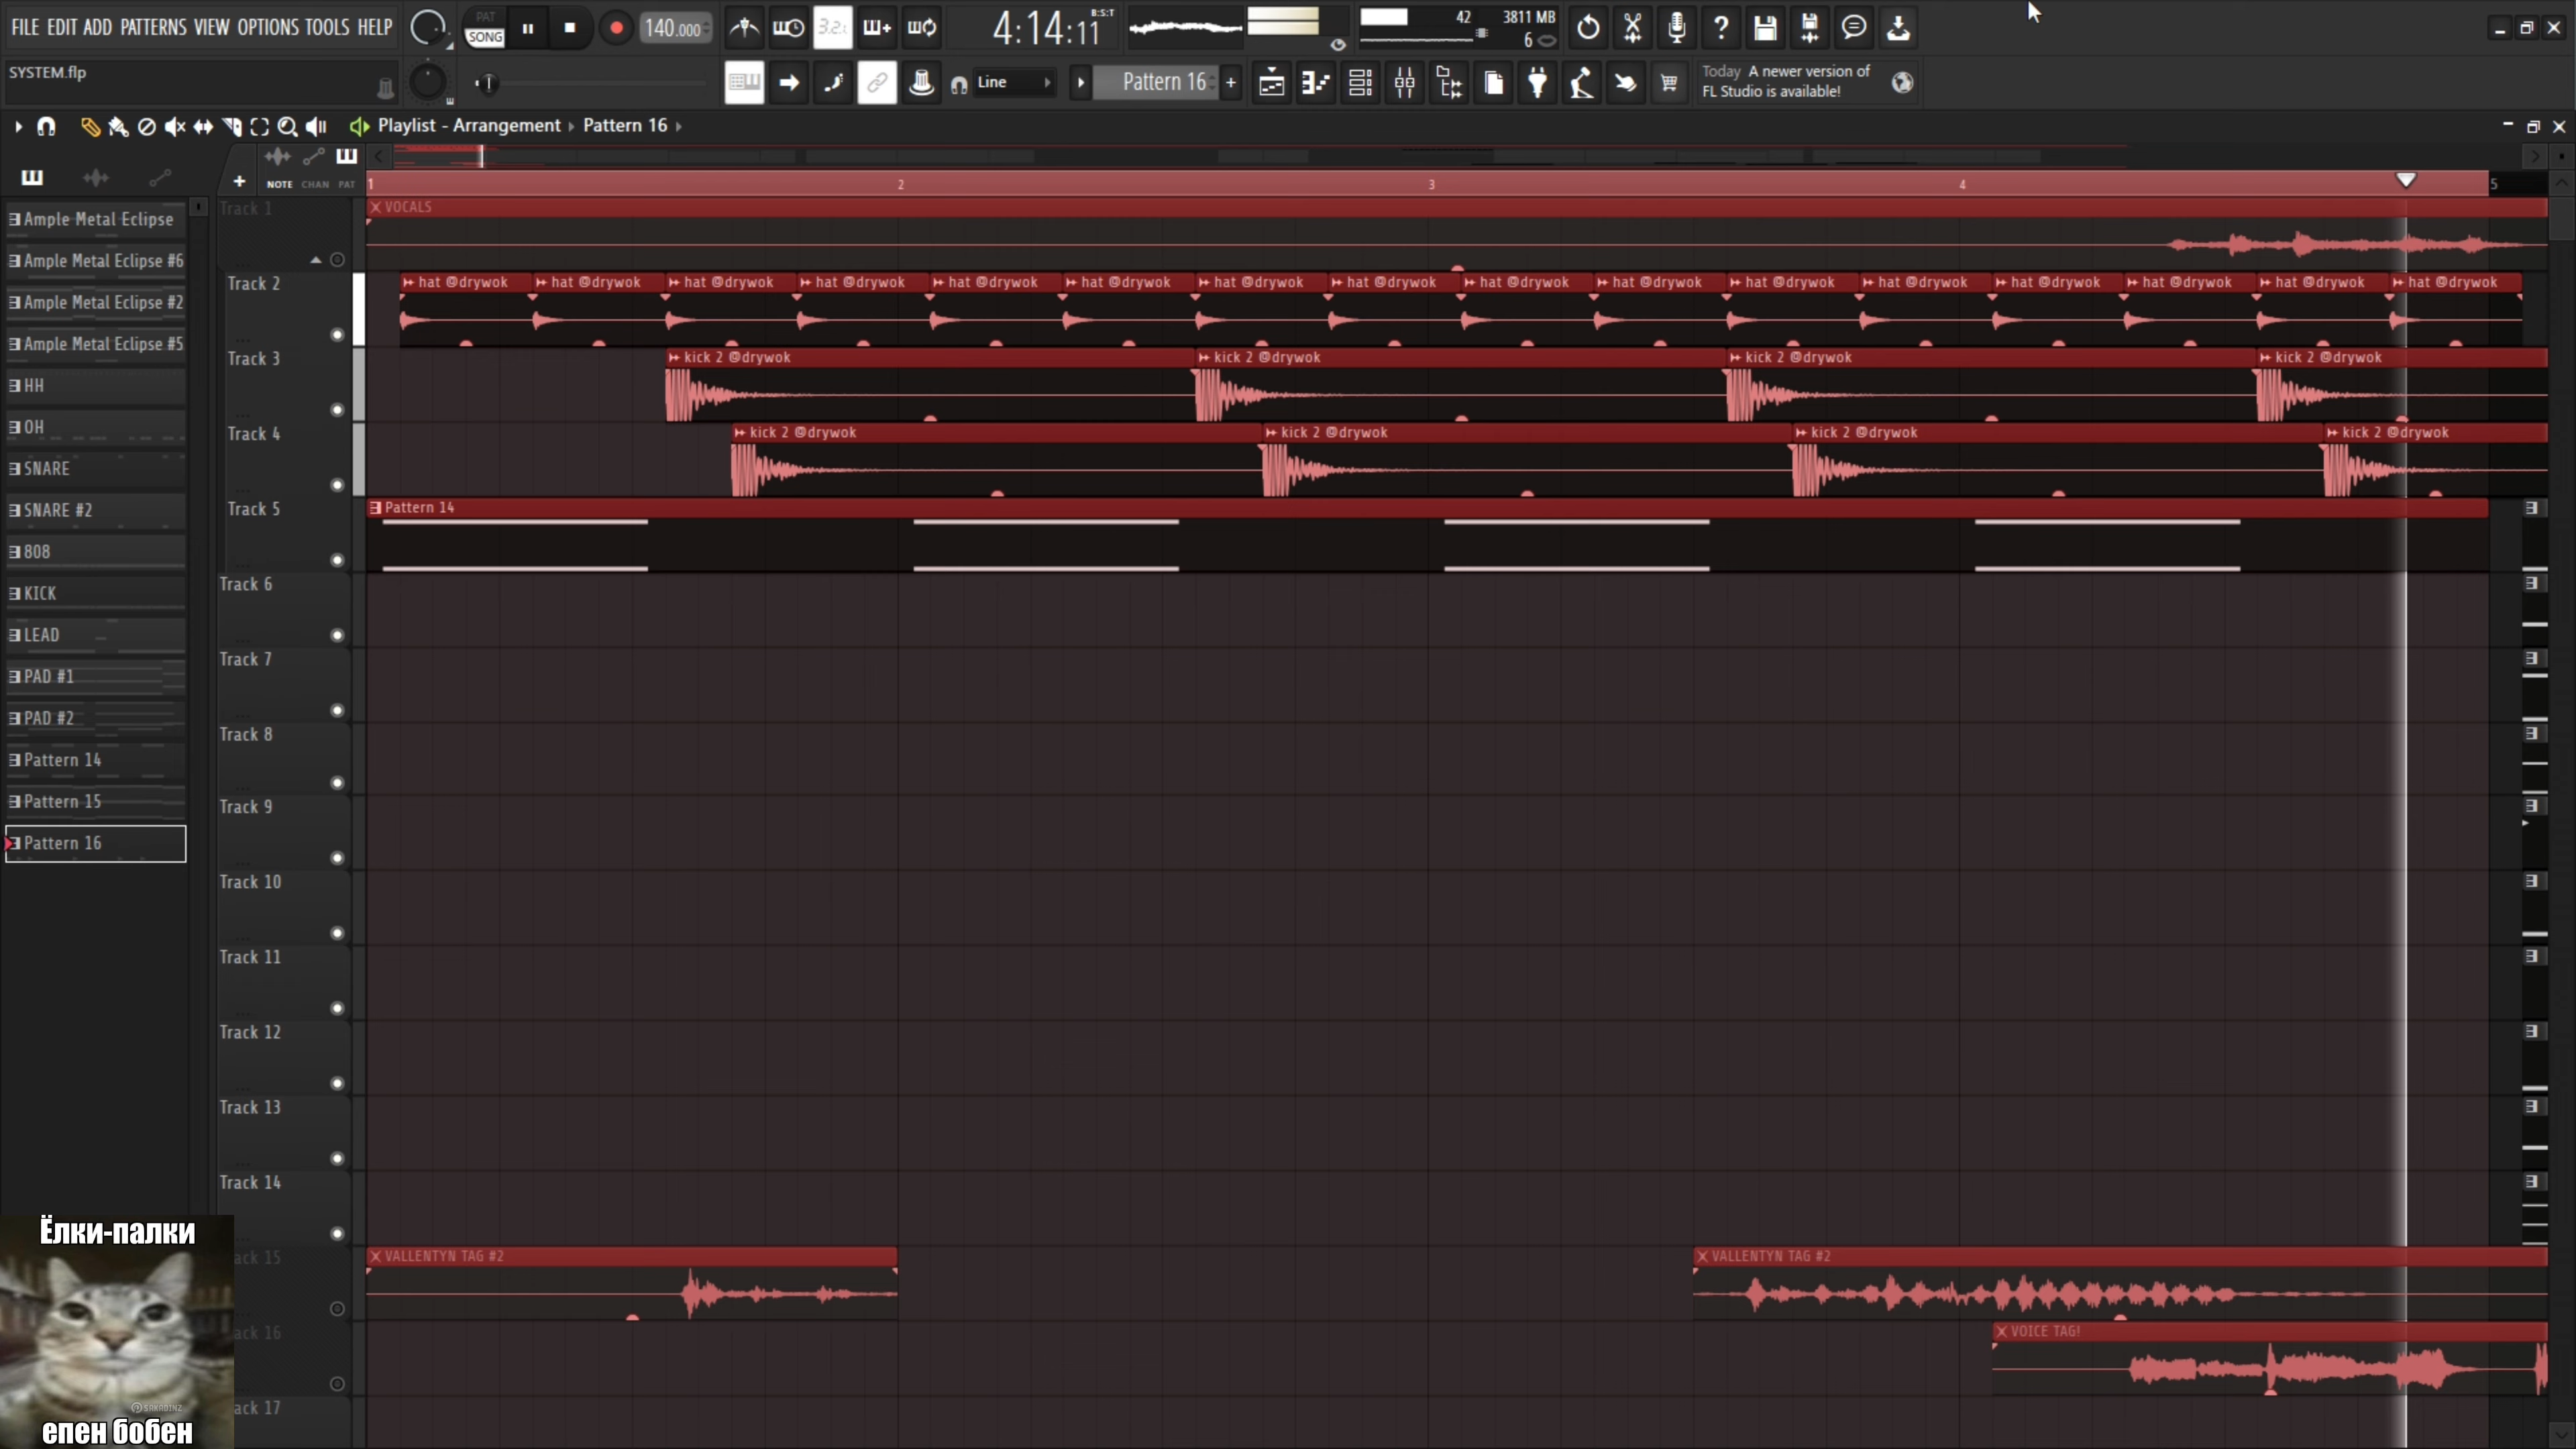 FILE EDIT ADD PATTERNS VIEW OPTIONS TOOLS HELP
PAT
SONG
140.000
3.2.
4:14:11
B:S:T
42
3811 MB
6
SYSTEM.flp
Line
Pattern 16
+
Today A newer version of
FL Studio is available!
Playlist - Arrangement Pattern 16
NOTE CHAN PAT
1 2 3 4 5
Ample Metal Eclipse
Ample Metal Eclipse #6
Ample Metal Eclipse #2
Ample Metal Eclipse #5
HH
OH
SNARE
SNARE #2
808
KICK
LEAD
PAD #1
PAD #2
Pattern 14
Pattern 15
Pattern 16
Track 1
VOCALS
Track 2
hat @drywok hat @drywok hat @drywok hat @drywok hat @drywok hat @drywok hat @drywok hat @drywok hat @drywok hat @drywok hat @drywok hat @drywok hat @drywok hat @drywok hat @drywok hat @drywok
Track 3
kick 2 @drywok kick 2 @drywok kick 2 @drywok kick 2 @drywok
Track 4
kick 2 @drywok kick 2 @drywok kick 2 @drywok kick 2 @drywok
Track 5
Pattern 14
Track 6
Track 7
Track 8
Track 9
Track 10
Track 11
Track 12
Track 13
Track 14
ack 15
VALLENTYN TAG #2 VALLENTYN TAG #2
ack 16
VOICE TAG!
ack 17
Ёлки-палки
епен бобен